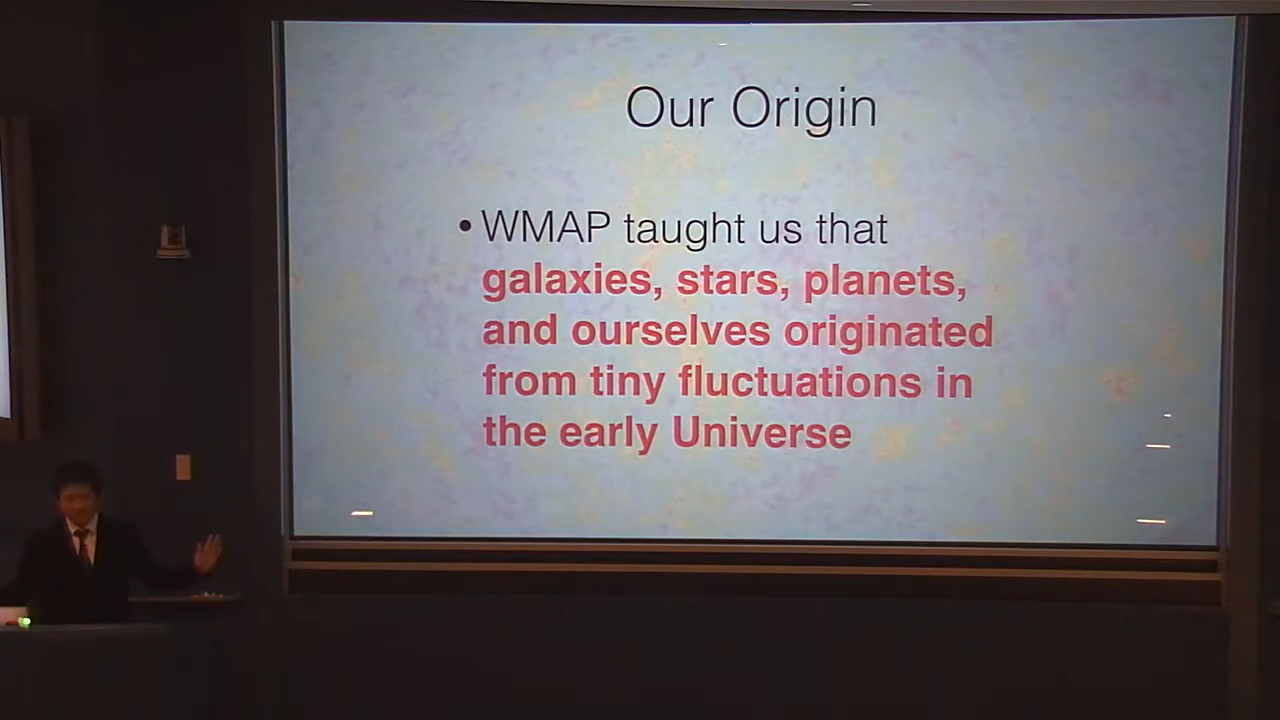 Our Origin
• WMAP taught us that
galaxies, stars, planets,
and ourselves originated
from tiny fluctuations in
the early Universe